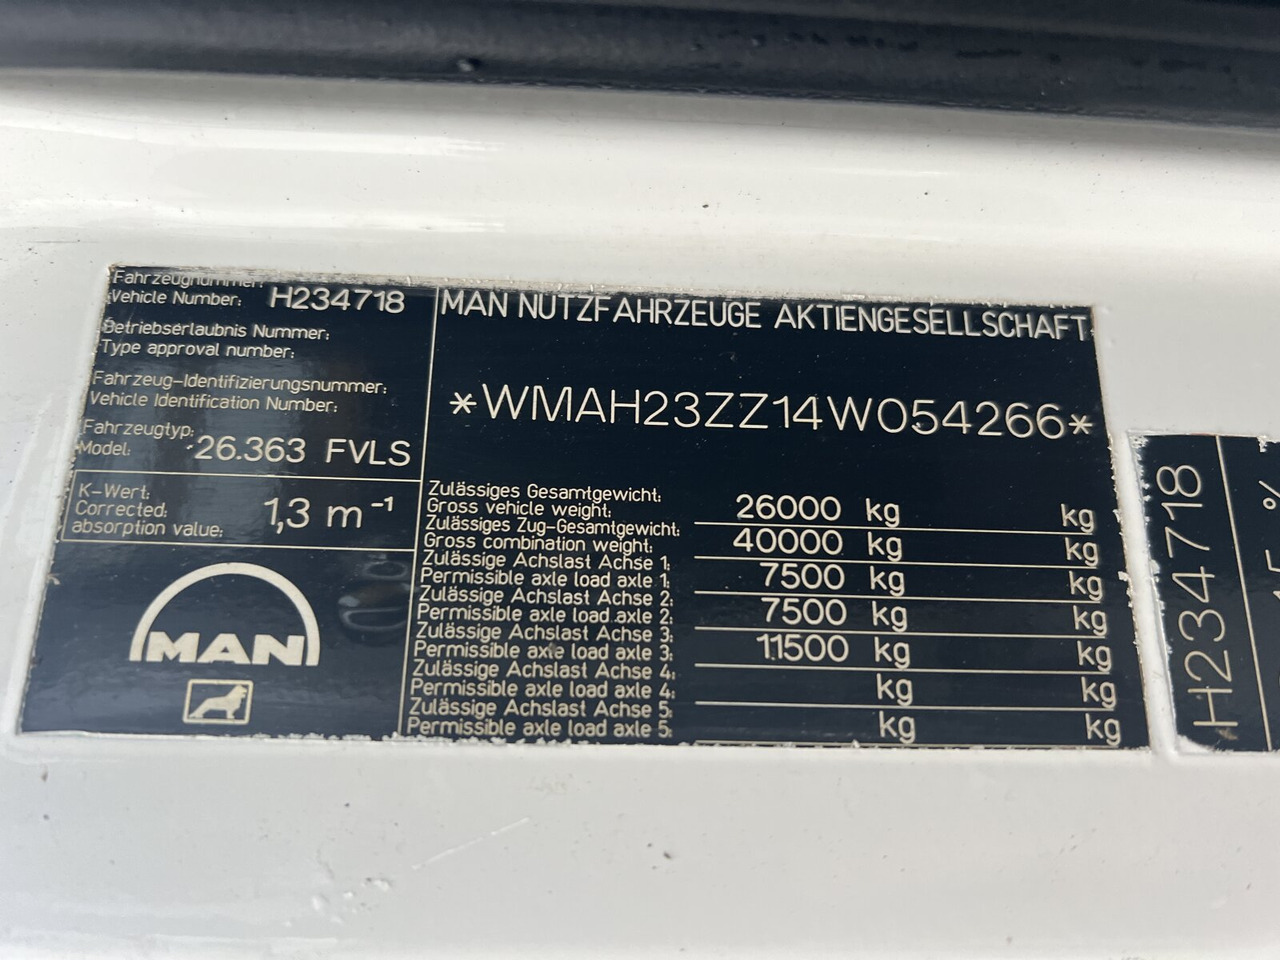 Fahrzeugnummer:
Vehicle Number: H234718
Betriebserlaubnis Nummer:
Type approval number:
Fahrzeug-Identifizierungsnummer:
Vehicle Identification Number:
Fahrzeugtyp:
Model: 26.363 FVLS
K-Wert:
Corrected:
absorption value: 1,3 m⁻¹
MAN
MAN NUTZFAHRZEUGE AKTIENGESELLSCHAFT
*WMAH23ZZ14W054266*
Zulässiges Gesamtgewicht:
Gross vehicle weight: 26000 kg kg
Zulässiges Zug-Gesamtgewicht:
Gross combination weight: 40000 kg kg
Zulässige Achslast Achse 1:
Permissible axle load axle 1: 7500 kg kg
Zulässige Achslast Achse 2:
Permissible axle load axle 2: 7500 kg kg
Zulässige Achslast Achse 3:
Permissible axle load axle 3: 11500 kg kg
Zulässige Achslast Achse 4:
Permissible axle load axle 4: kg kg
Zulässige Achslast Achse 5:
Permissible axle load axle 5: kg kg
H234718
%